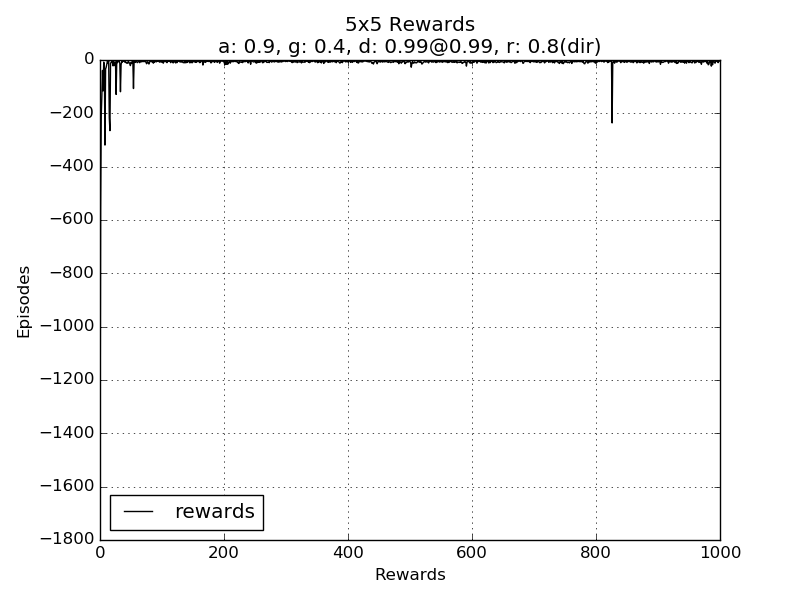 5x5 Rewards
a: 0.9, g: 0.4, d: 0.99@0.99, r: 0.8(dir)
0
−200
−400
−600
−800
−1000
−1200
−1400
−1600
−1800
Episodes
rewards
0 200 400 600 800 1000
Rewards